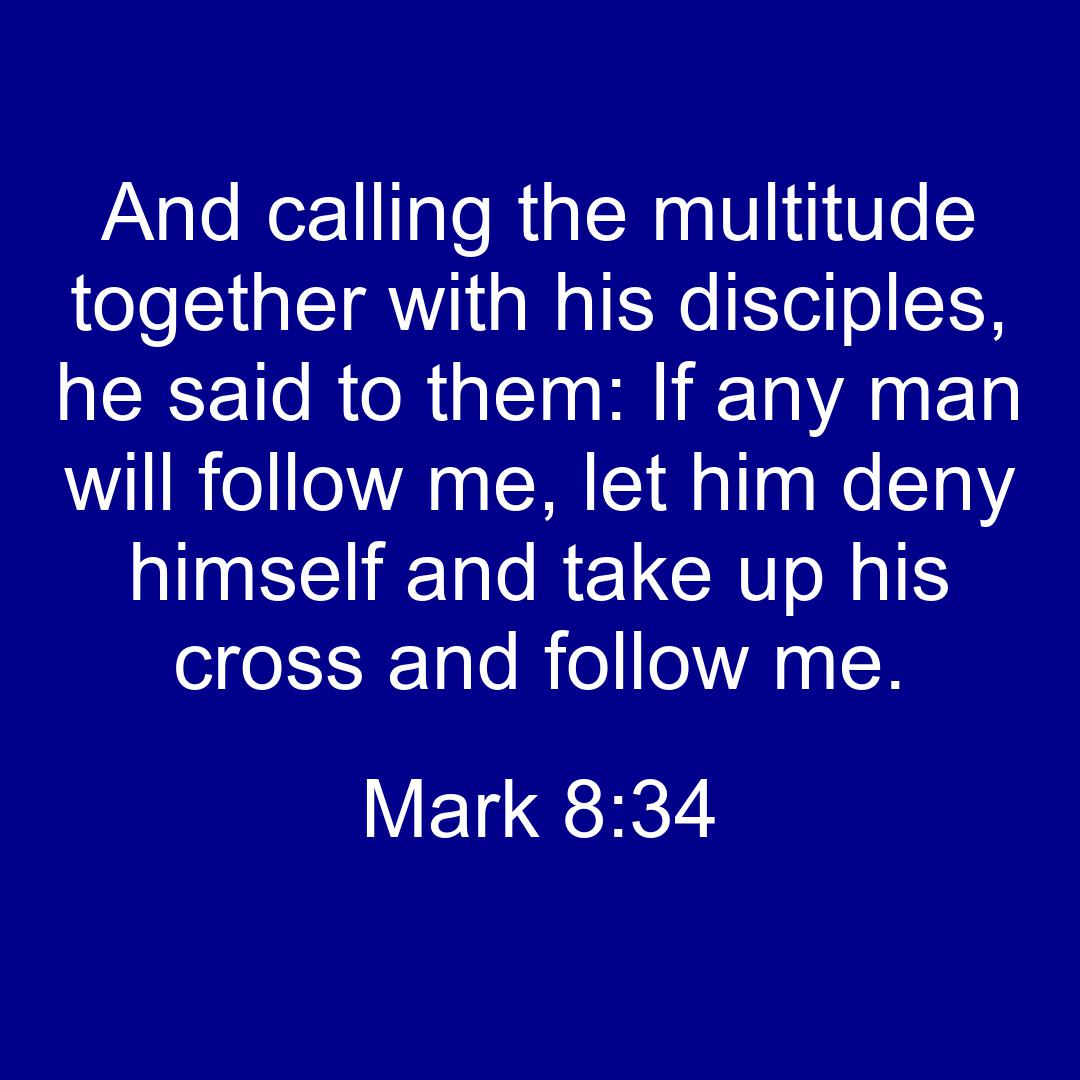 And calling the multitude
together with his disciples,
he said to them: If any man
will follow me, let him deny
himself and take up his
cross and follow me.
Mark 8:34